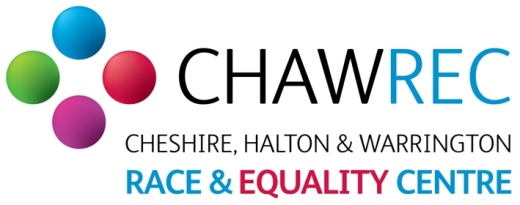 CHAWREC
CHESHIRE, HALTON & WARRINGTON
RACE & EQUALITY CENTRE